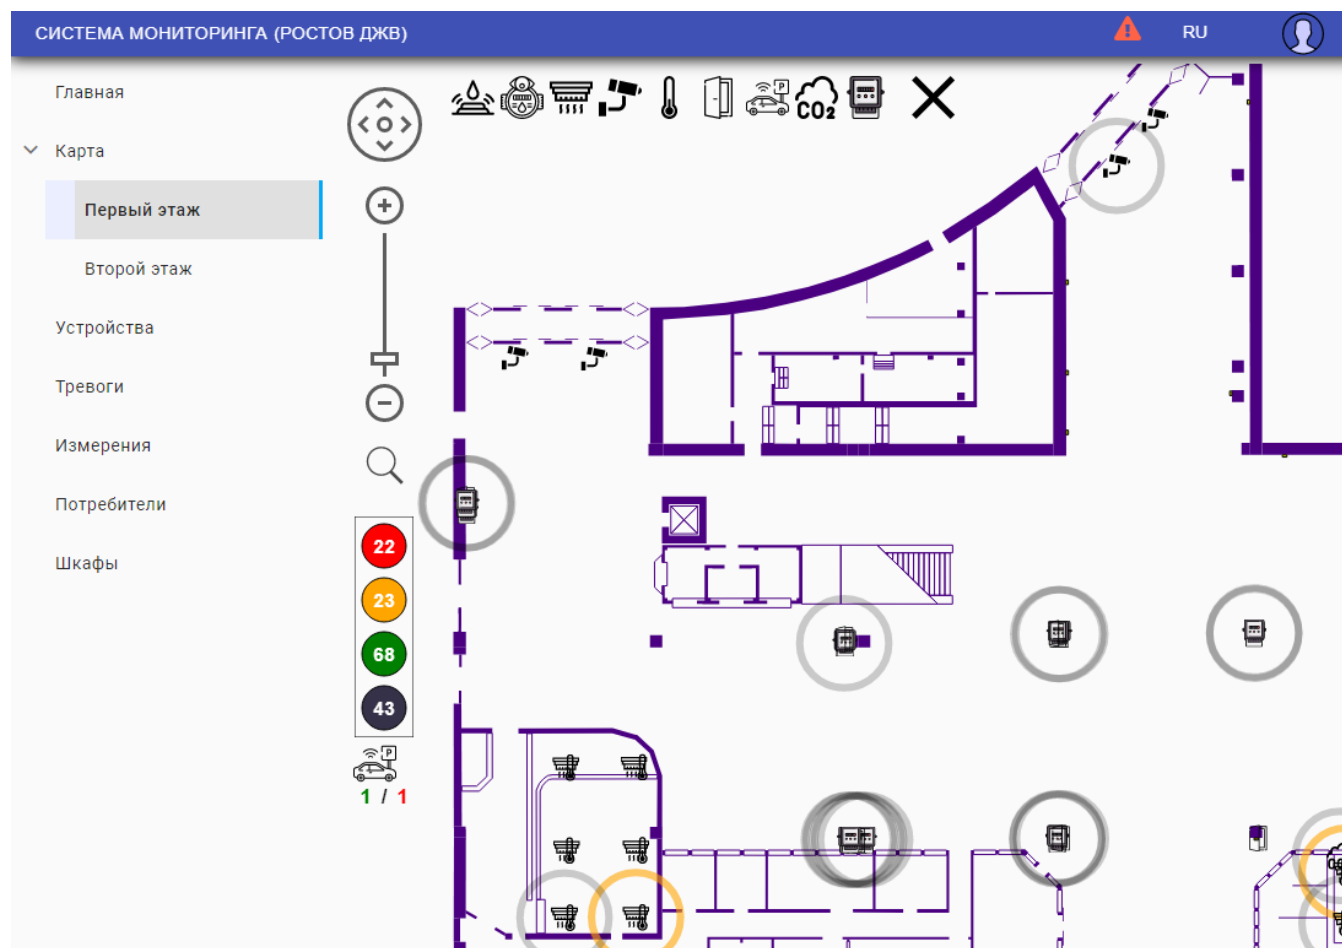 СИСТЕМА МОНИТОРИНГА (РОСТОВ ДЖВ)
RU
Главная
Карта
Первый этаж
Второй этаж
Устройства
Тревоги
Измерения
Потребители
Шкафы
P
CO2
22
23
68
43
P
1 / 1